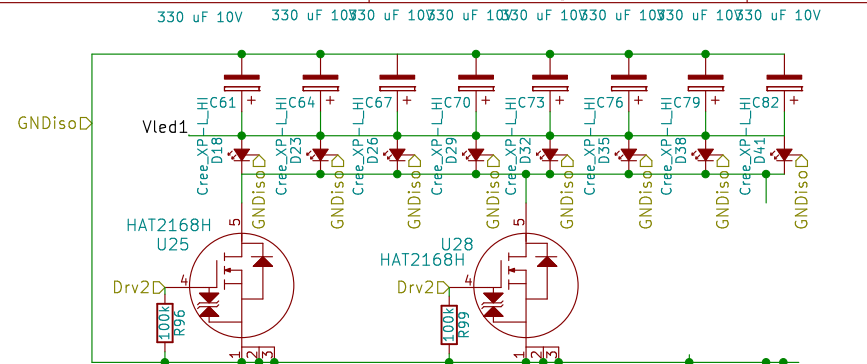 330 uF 10V 330 uF 10V 330 uF 10V 330 uF 10V 330 uF 10V 330 uF 10V 330 uF 10V 330 uF 10V
C61 C64 C67 C70 C73 C76 C79 C82
+ + + + + + + +
GNDiso
Vled1
Cree_XP-L_HI Cree_XP-L_HI Cree_XP-L_HI Cree_XP-L_HI Cree_XP-L_HI Cree_XP-L_HI Cree_XP-L_HI Cree_XP-L_HI
D18 D23 D26 D29 D32 D35 D38 D41
GNDiso GNDiso GNDiso GNDiso GNDiso GNDiso GNDiso GNDiso
5 5
HAT2168H
U25
U28
HAT2168H
4 4
Drv2 Drv2
100k R96 100k R99
1 2 3 1 2 3